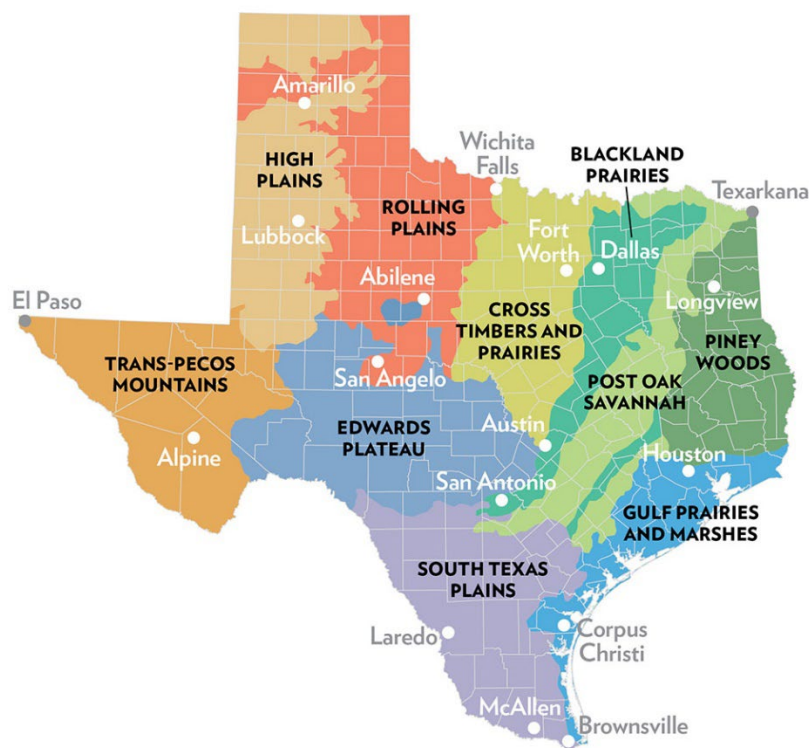 Amarillo
HIGH
PLAINS
Lubbock
Wichita
Falls
BLACKLAND
PRAIRIES
Texarkana
ROLLING
PLAINS
Fort
Worth
Dallas
Abilene
Longview
El Paso
CROSS
TIMBERS AND
PRAIRIES
PINEY
WOODS
TRANS-PECOS
MOUNTAINS
San Angelo
POST OAK
SAVANNAH
EDWARDS
PLATEAU
Austin
Alpine
Houston
San Antonio
GULF PRAIRIES
AND MARSHES
SOUTH TEXAS
PLAINS
Laredo
Corpus
Christi
McAllen
Brownsville